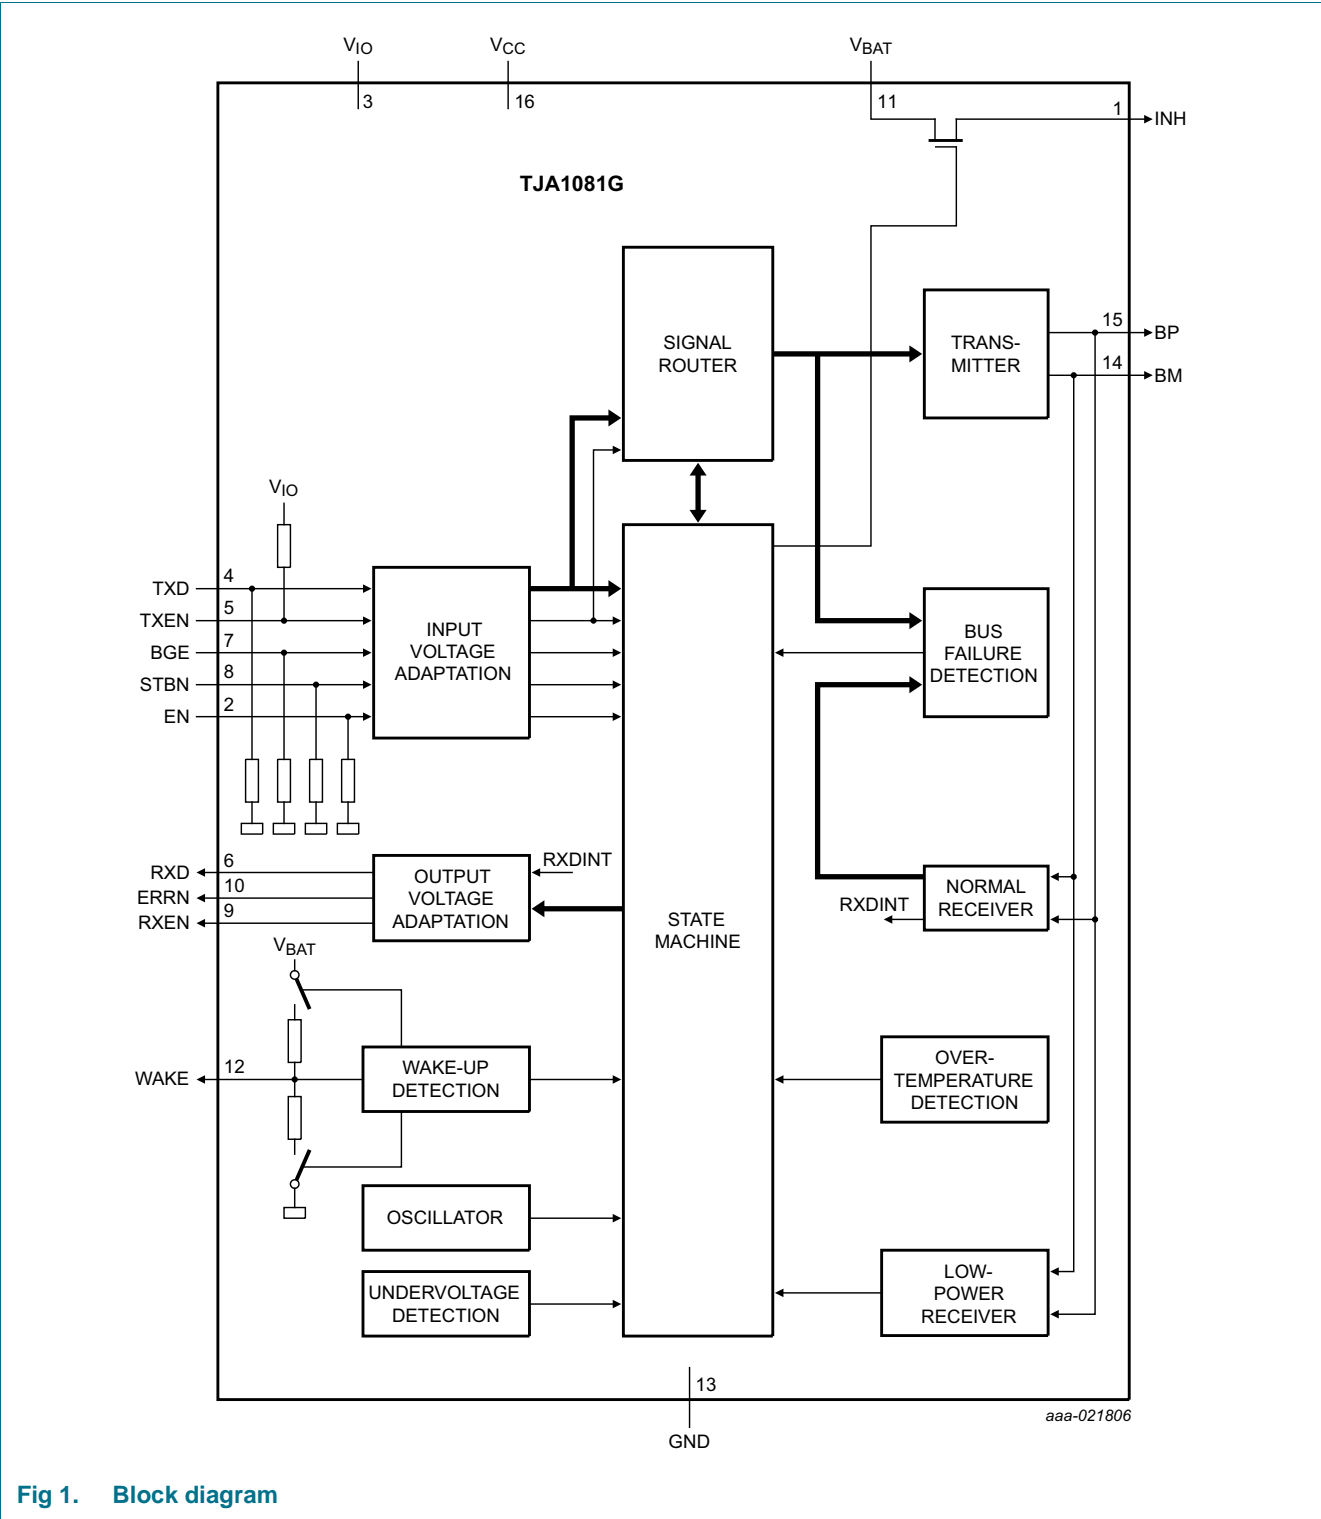 VIO
VCC
VBAT
3
16
11
1
INH
TJA1081G
SIGNAL
ROUTER
TRANS-
MITTER
15
BP
14
BM
VIO
TXD
4
TXEN
5
BGE
7
STBN
8
EN
2
INPUT
VOLTAGE
ADAPTATION
BUS
FAILURE
DETECTION
RXD
6
ERRN
10
RXEN
9
OUTPUT
VOLTAGE
ADAPTATION
RXDINT
STATE
MACHINE
RXDINT
NORMAL
RECEIVER
VBAT
WAKE
12
WAKE-UP
DETECTION
OVER-
TEMPERATURE
DETECTION
OSCILLATOR
UNDERVOLTAGE
DETECTION
LOW-
POWER
RECEIVER
13
GND
aaa-021806
Fig 1. Block diagram